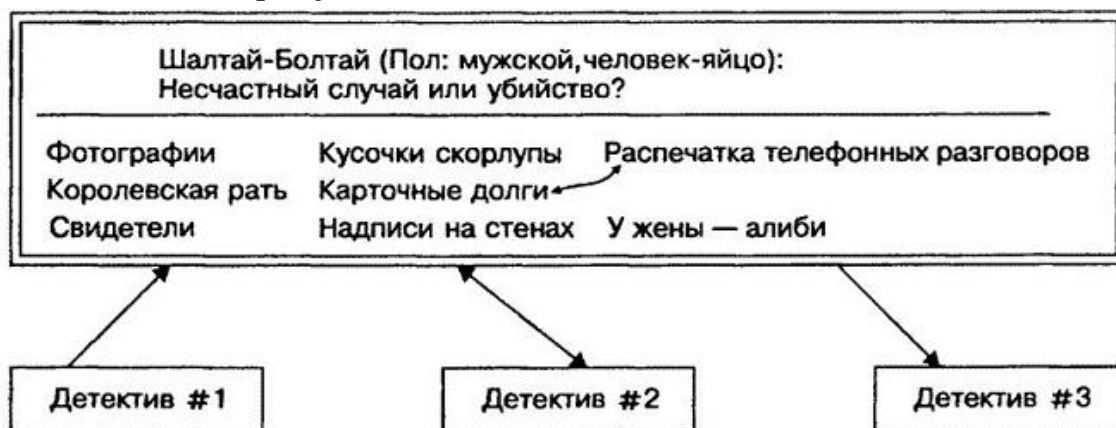 Шалтай-Болтай (Пол: мужской,человек-яйцо):
Несчастный случай или убийство?
Фотографии Кусочки скорлупы Распечатка телефонных разговоров
Королевская рать Карточные долги
Свидетели Надписи на стенах У жены — алиби
Детектив #1 Детектив #2 Детектив #3